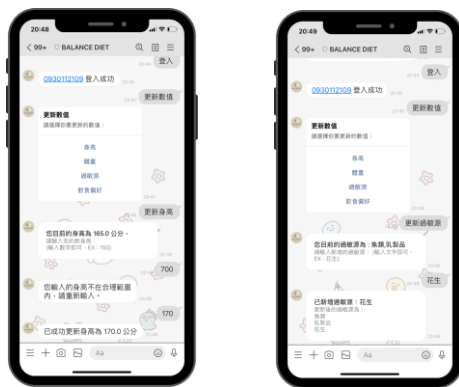 20:48
< 99+ BALANCE DIET
登入
0930112109 登入成功
更新數值
更新數值
請選擇你要更新的數值：
身高
體重
過敏源
飲食偏好
更新身高
您目前的身高為 165.0 公分，
請輸入您的新身高：
(輸入數字即可，EX：150)
700
您輸入的身高不在合理範圍
內，請重新輸入。
170
已成功更新身高為 170.0 公分
Aa
20:49
< 99+ BALANCE DIET
登入
0930112109 登入成功
更新數值
更新數值
請選擇你要更新的數值：
身高
體重
過敏源
飲食偏好
更新過敏源
您目前的過敏源為：魚類,乳製品
請輸入新增的過敏源：(輸入文字即可，
EX：花生)
花生
已新增過敏源：花生
更新後的過敏源為：
魚類
乳製品
花生
Aa